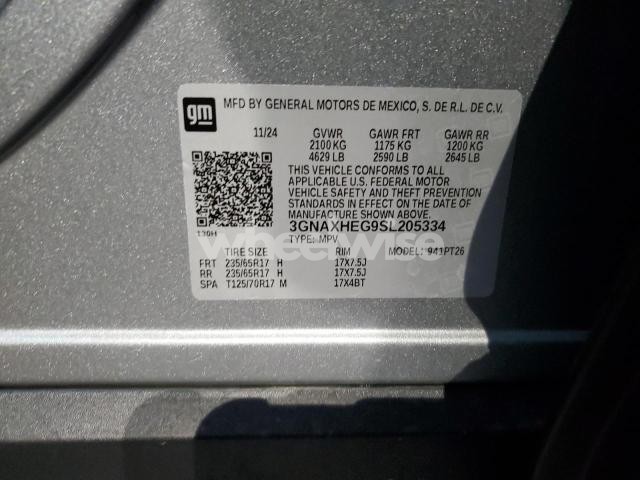 gm
MFD BY GENERAL MOTORS DE MEXICO, S. DE R.L. DE C.V.
11/24 GVWR GAWR FRT GAWR RR
2100 KG 1175 KG 1200 KG
4629 LB 2590 LB 2645 LB
THIS VEHICLE CONFORMS TO ALL
APPLICABLE U.S. FEDERAL MOTOR
VEHICLE SAFETY AND THEFT PREVENTION
STANDARDS IN EFFECT ON THE DATE OF
MANUFACTURE SHOWN ABOVE.
3GNAXHEG9SL205334
130H TYPE: MPV
wheelwise
TIRE SIZE RIM MODEL: 941PT26
FRT 235/65R17 H 17X7.5J
RR 235/65R17 H 17X7.5J
SPA T125/70R17 M 17X4BT